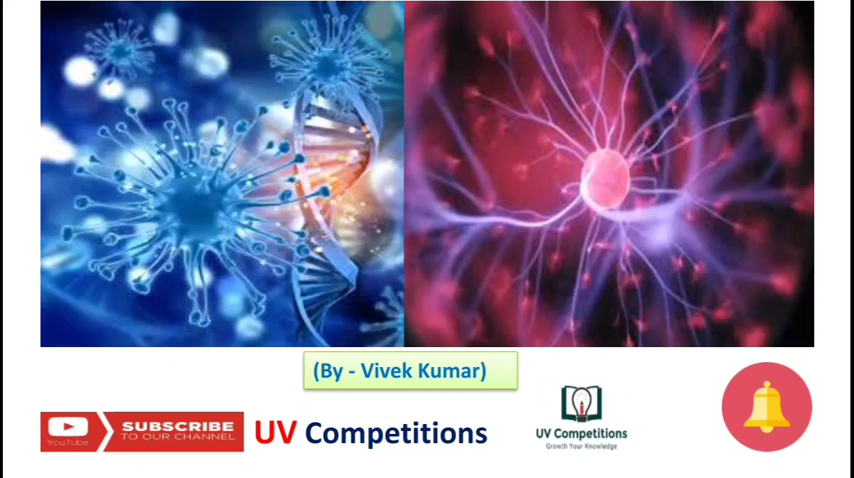 (By - Vivek Kumar)
YouTube
SUBSCRIBE
TO OUR CHANNEL
UV Competitions
UV Competitions
Growth Your Knowledge